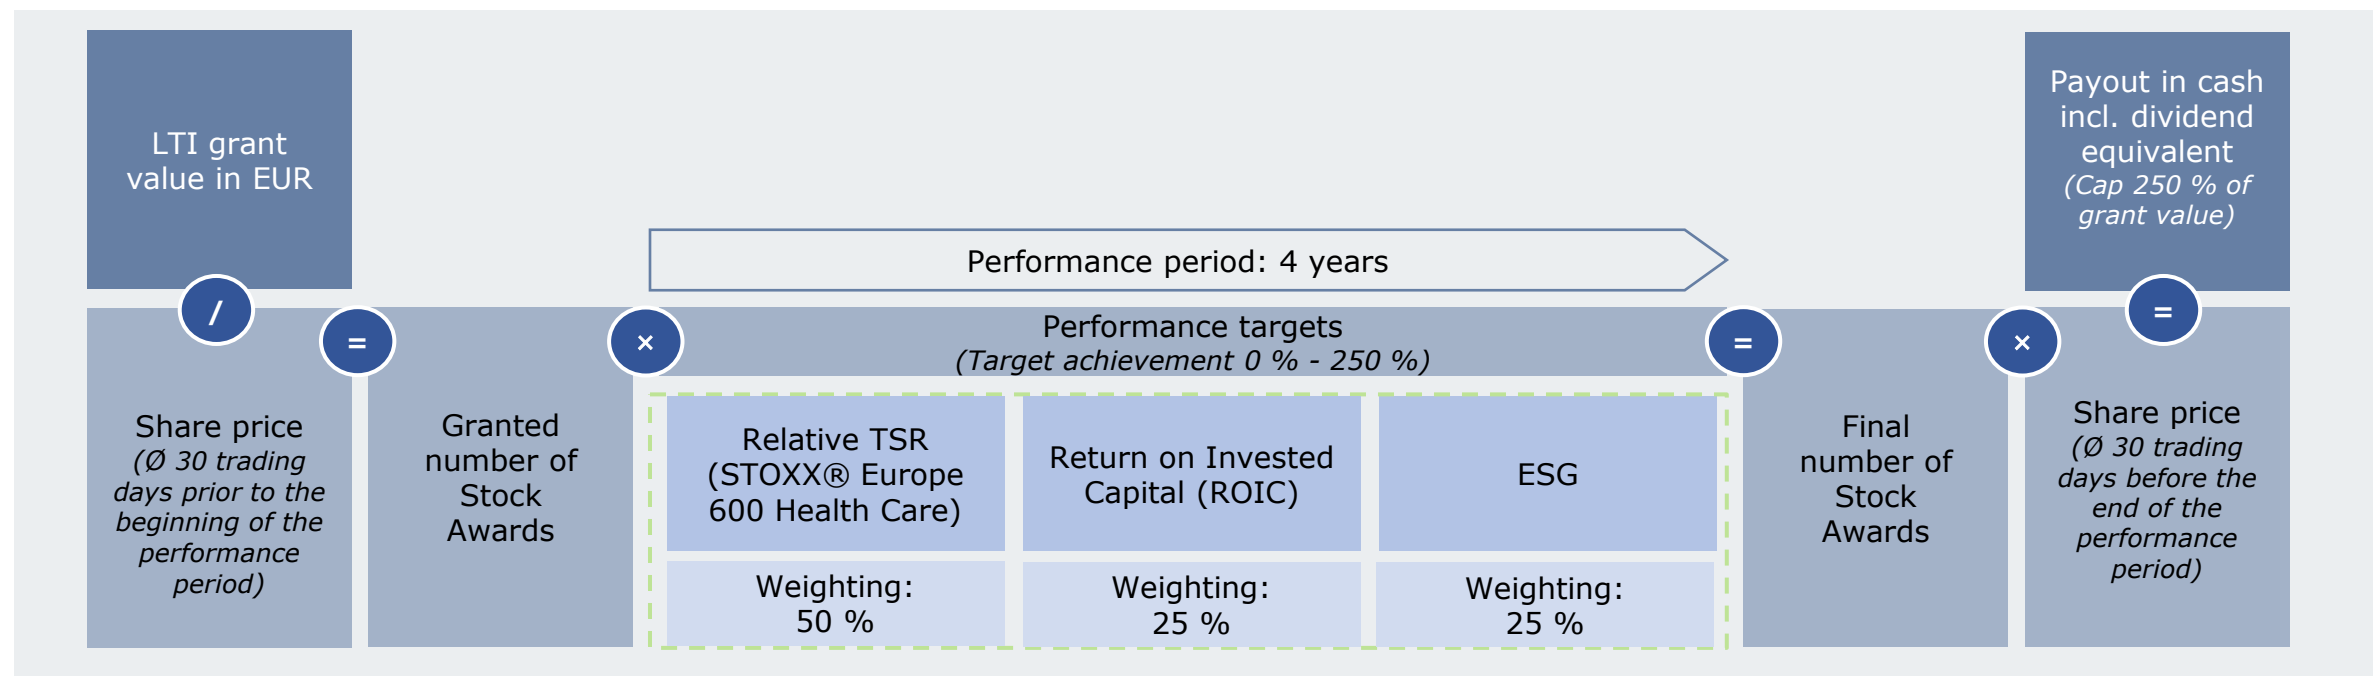 LTI grant
value in EUR
/
Share price
(Ø 30 trading
days prior to the
beginning of the
performance
period)
=
Granted
number of
Stock
Awards
×
Performance period: 4 years
Performance targets
(Target achievement 0 % - 250 %)
Relative TSR
(STOXX® Europe
600 Health Care)
Weighting:
50 %
Return on Invested
Capital (ROIC)
Weighting:
25 %
ESG
Weighting:
25 %
=
Final
number of
Stock
Awards
×
Share price
(Ø 30 trading
days before the
end of the
performance
period)
=
Payout in cash
incl. dividend
equivalent
(Cap 250 % of
grant value)